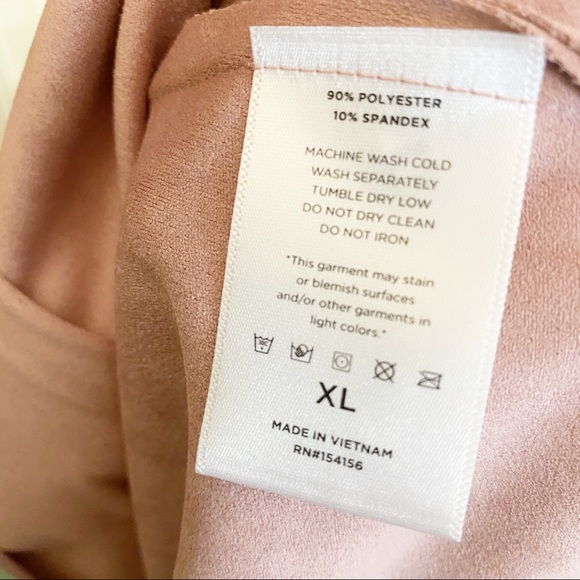 90% POLYESTER
10% SPANDEX
MACHINE WASH COLD
WASH SEPARATELY
TUMBLE DRY LOW
DO NOT DRY CLEAN
DO NOT IRON
*This garment may stain
or blemish surfaces
and/or other garments in
light colors.*
XL
MADE IN VIETNAM
RN#154156